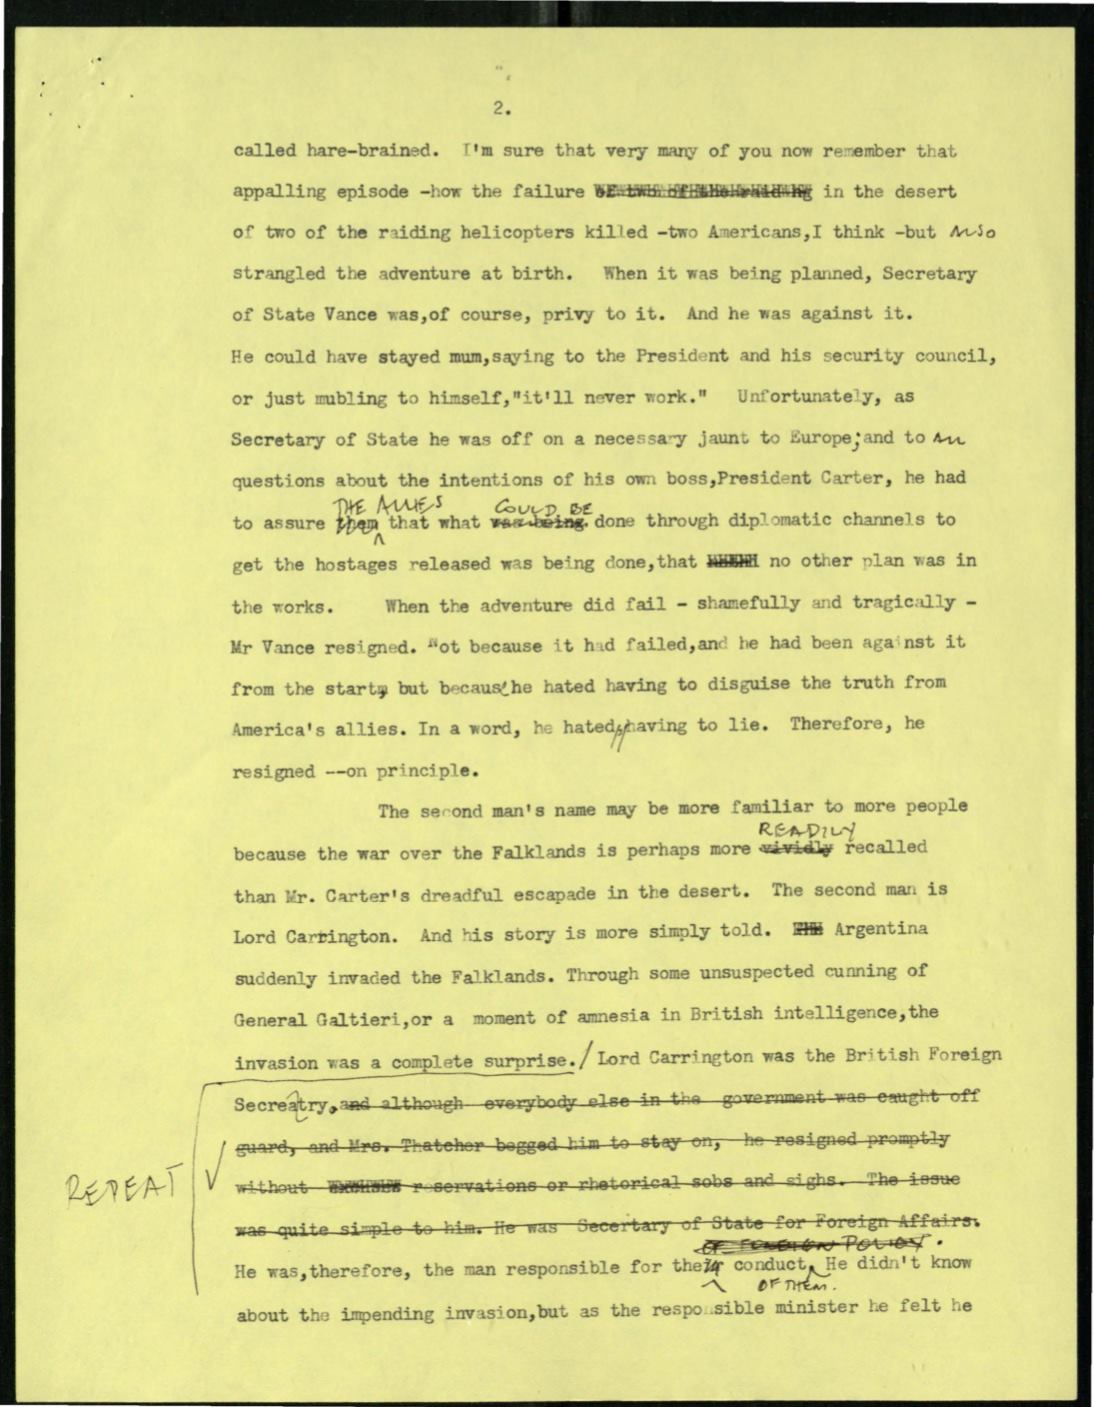 2.
called hare-brained. I'm sure that very many of you now remember that
appalling episode -how the failure of two of the raiding in the desert
of two of the raiding helicopters killed -two Americans,I think -but also
strangled the adventure at birth. When it was being planned, Secretary
of State Vance was,of course, privy to it. And he was against it.
He could have stayed mum,saying to the President and his security council,
or just mubling to himself,"it'll never work." Unfortunately, as
Secretary of State he was off on a necessary jaunt to Europe;and to all
questions about the intentions of his own boss,President Carter, he had
THE ALLIES COULD BE
to assure them that what was being done through diplomatic channels to
get the hostages released was being done,that no other plan was in
the works. When the adventure did fail - shamefully and tragically -
Mr Vance resigned. Not because it had failed,and he had been against it
from the start, but because he hated having to disguise the truth from
America's allies. In a word, he hated having to lie. Therefore, he
resigned --on principle.
The second man's name may be more familiar to more people
READILY
because the war over the Falklands is perhaps more vividly recalled
than Mr. Carter's dreadful escapade in the desert. The second man is
Lord Carrington. And his story is more simply told. Argentina
suddenly invaded the Falklands. Through some unsuspected cunning of
General Galtieri,or a moment of amnesia in British intelligence,the
invasion was a complete surprise./ Lord Carrington was the British Foreign
Secreatry,and although everybody else in the government was caught off
guard, and Mrs. Thatcher begged him to stay on, he resigned promptly
REPEAT ✓
without reservations or rhetorical sobs and sighs. The issue
was quite simple to him. He was Secertary of State for Foreign Affairs.
OF FOREIGN POLICY.
He was,therefore, the man responsible for the conduct He didn't know
OF THEM.
about the impending invasion,but as the responsible minister he felt he